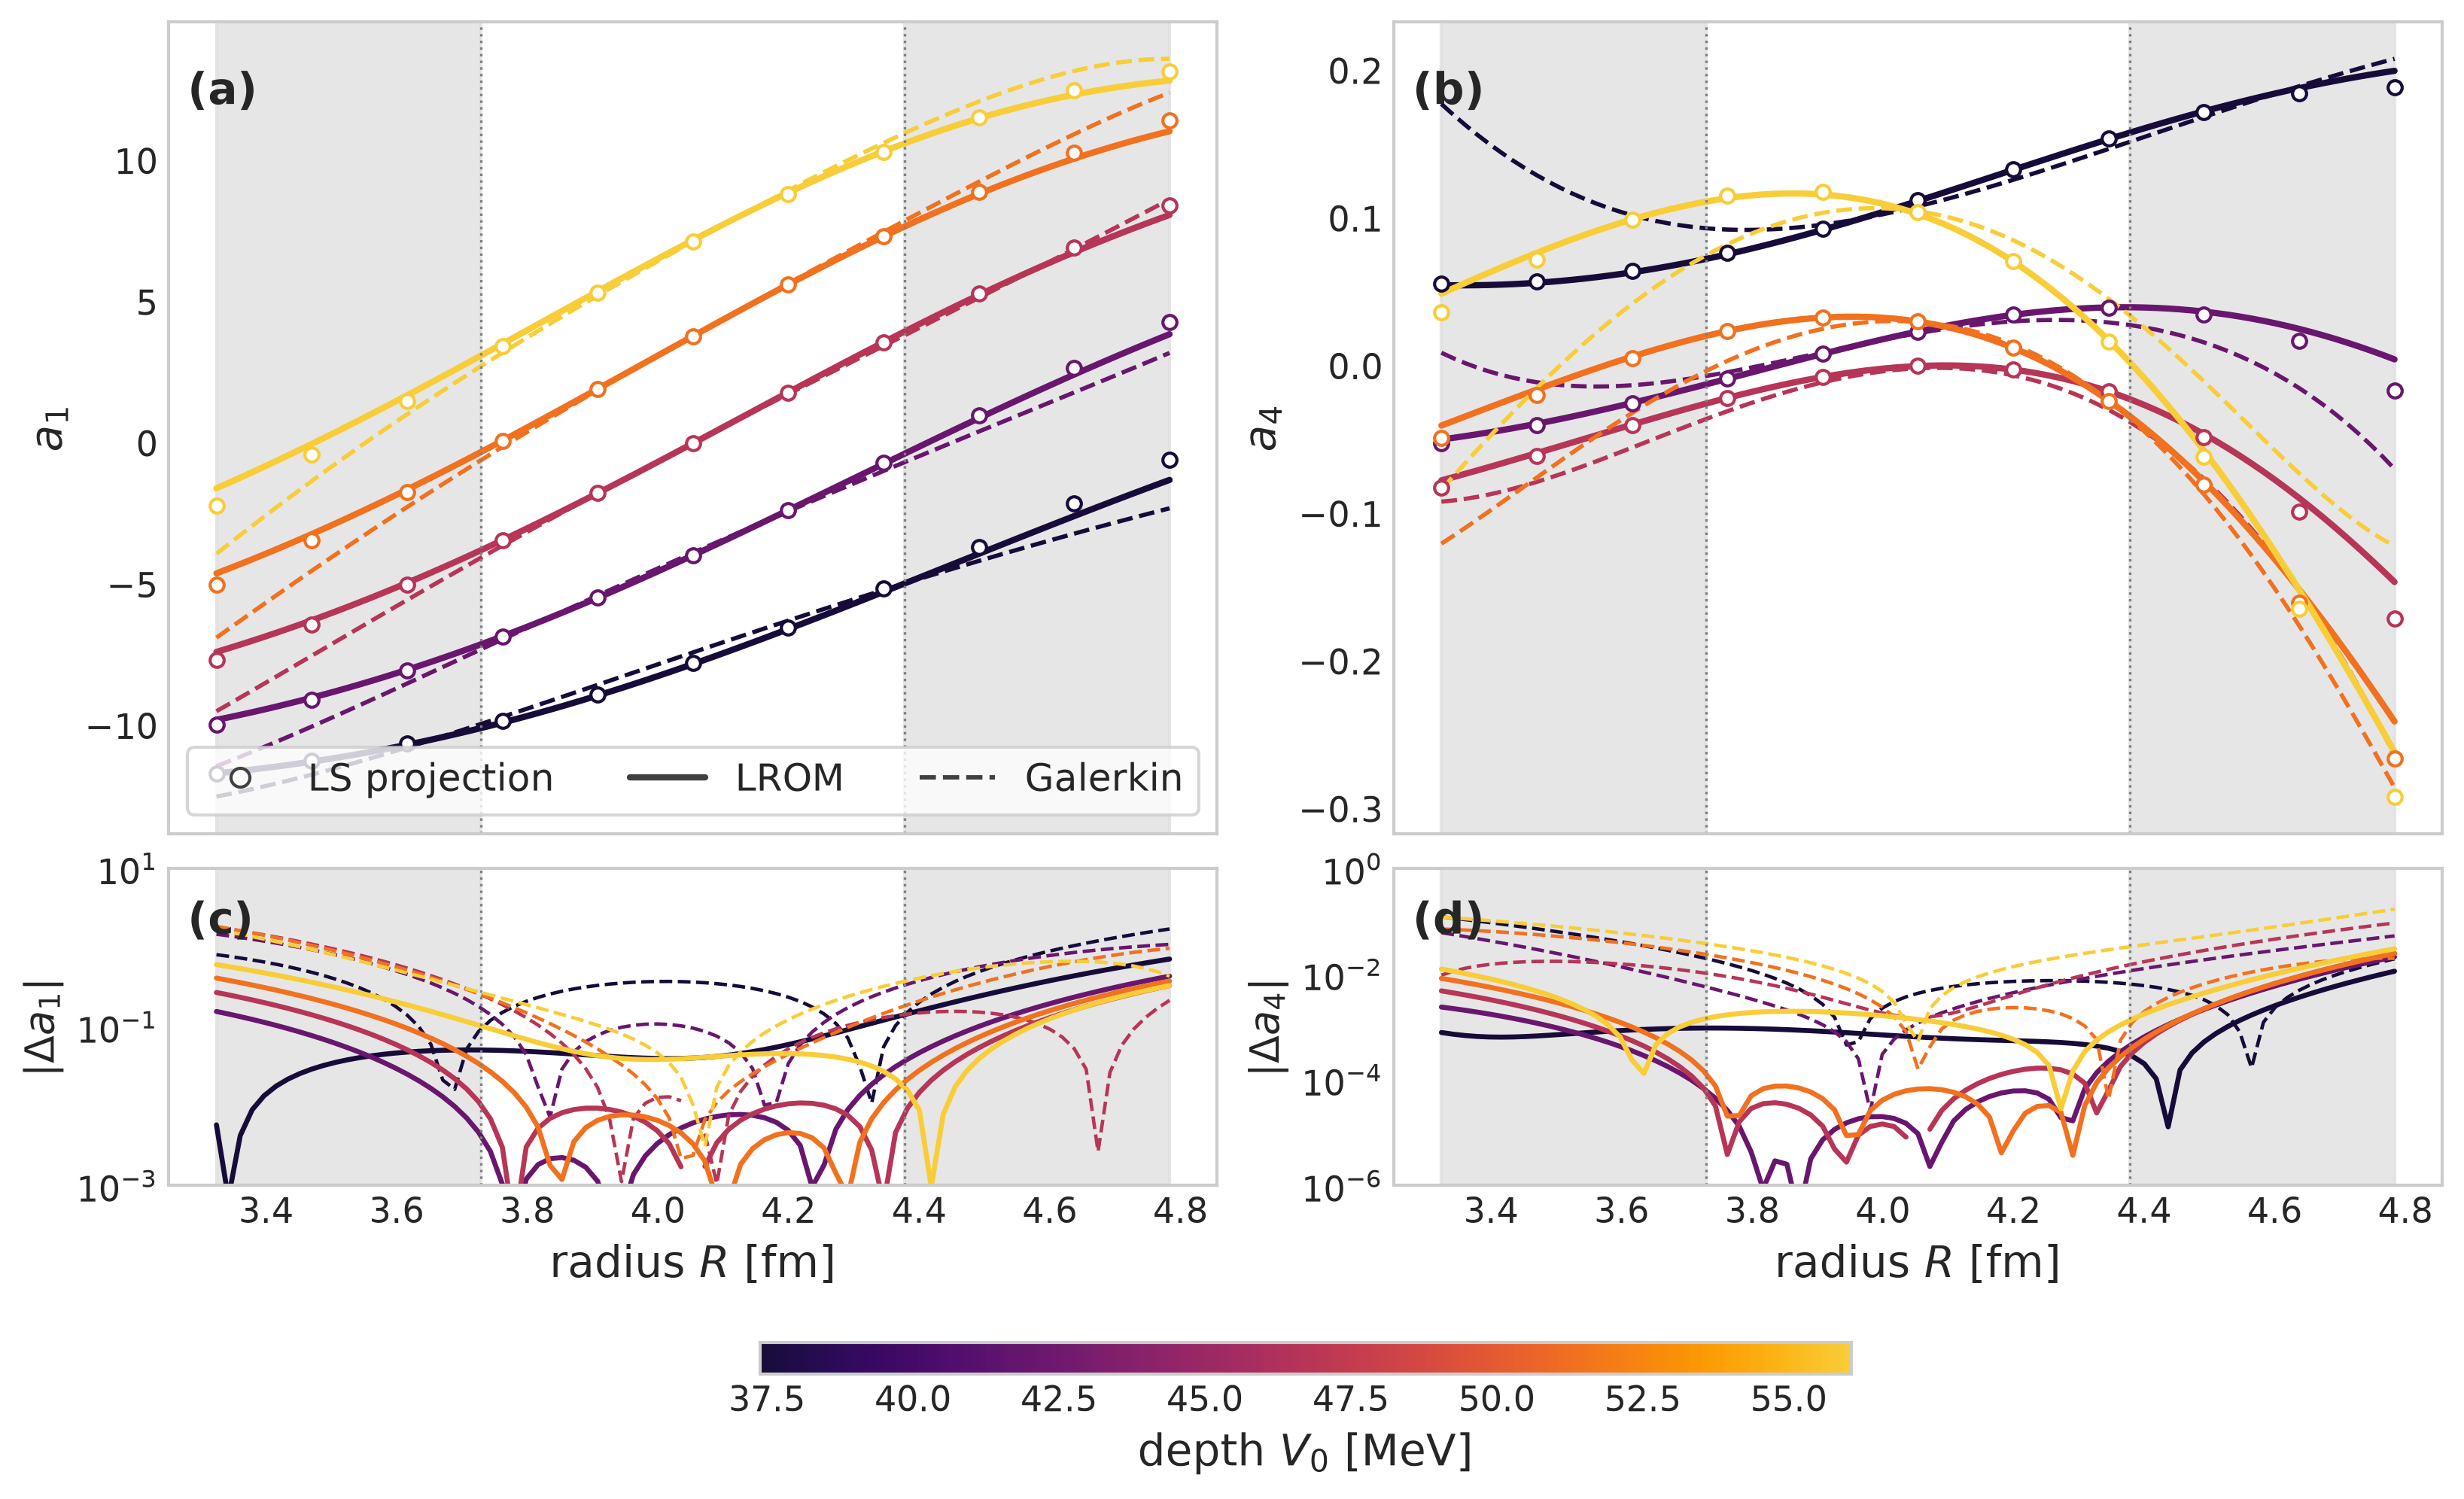 (a)
a₁
10
5
0
−5
−10
LS projection
LROM
Galerkin
(b)
a₄
0.2
0.1
0.0
−0.1
−0.2
−0.3
(c)
|Δa₁|
10¹
10⁻¹
10⁻³
3.4 3.6 3.8 4.0 4.2 4.4 4.6 4.8
radius R [fm]
(d)
|Δa₄|
10⁰
10⁻²
10⁻⁴
10⁻⁶
3.4 3.6 3.8 4.0 4.2 4.4 4.6 4.8
radius R [fm]
37.5 40.0 42.5 45.0 47.5 50.0 52.5 55.0
depth V₀ [MeV]